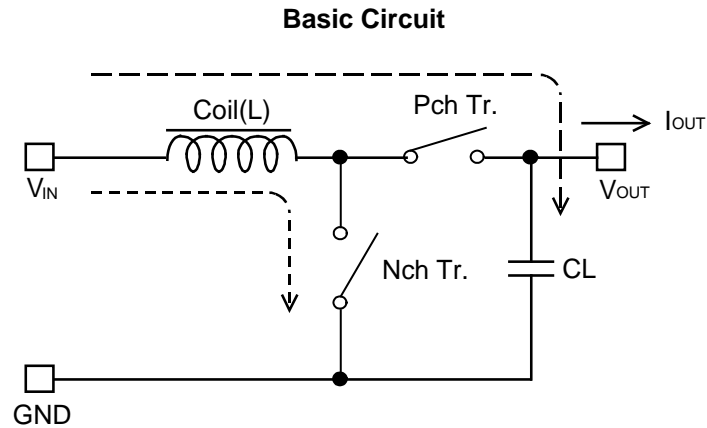 Basic Circuit
Coil(L)
Pch Tr.
IOUT
VIN
VOUT
Nch Tr.
CL
GND